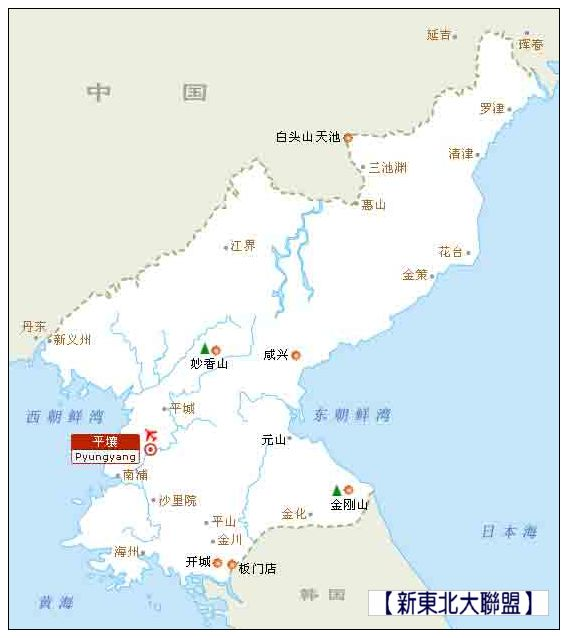 延吉
珲春
中国
罗津
白头山天池
清津
三池渊
惠山
江界
花台
金策
丹东
新义州
妙香山
咸兴
平城
西朝鲜湾
东朝鲜湾
平壤
Pyungyang
元山
南浦
沙里院
金刚山
金化
平山
日本海
金川
海州
开城
板门店
韩国
黄海
【新東北大聯盟】